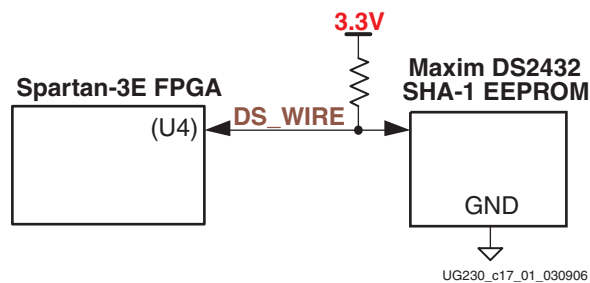 3.3V
Spartan-3E FPGA
Maxim DS2432
SHA-1 EEPROM
(U4)
DS_WIRE
GND
UG230_c17_01_030906